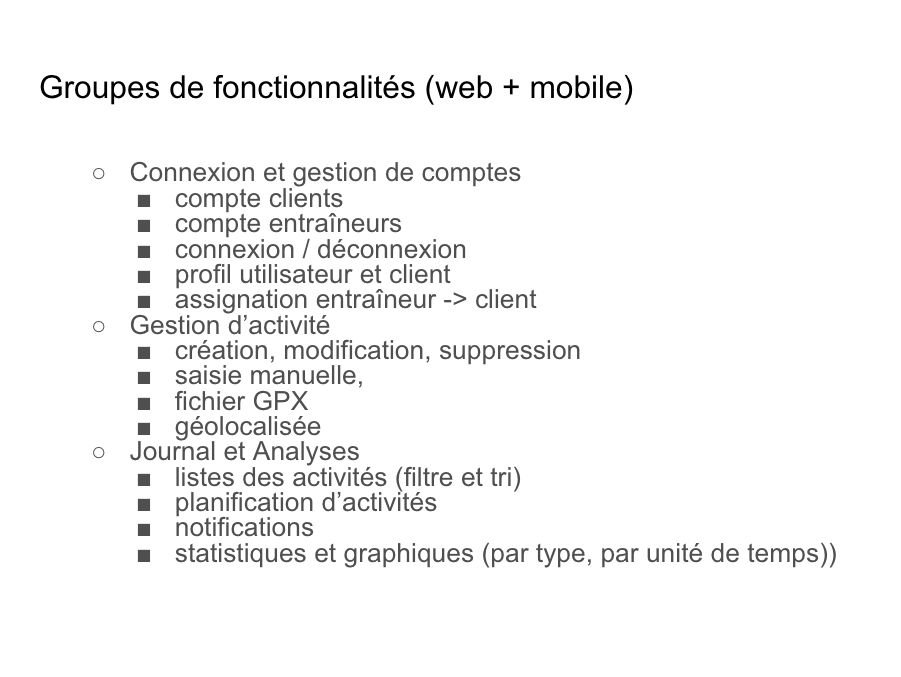 Groupes de fonctionnalités (web + mobile)
○ Connexion et gestion de comptes
■ compte clients
■ compte entraîneurs
■ connexion / déconnexion
■ profil utilisateur et client
■ assignation entraîneur -> client
○ Gestion d’activité
■ création, modification, suppression
■ saisie manuelle,
■ fichier GPX
■ géolocalisée
○ Journal et Analyses
■ listes des activités (filtre et tri)
■ planification d’activités
■ notifications
■ statistiques et graphiques (par type, par unité de temps))